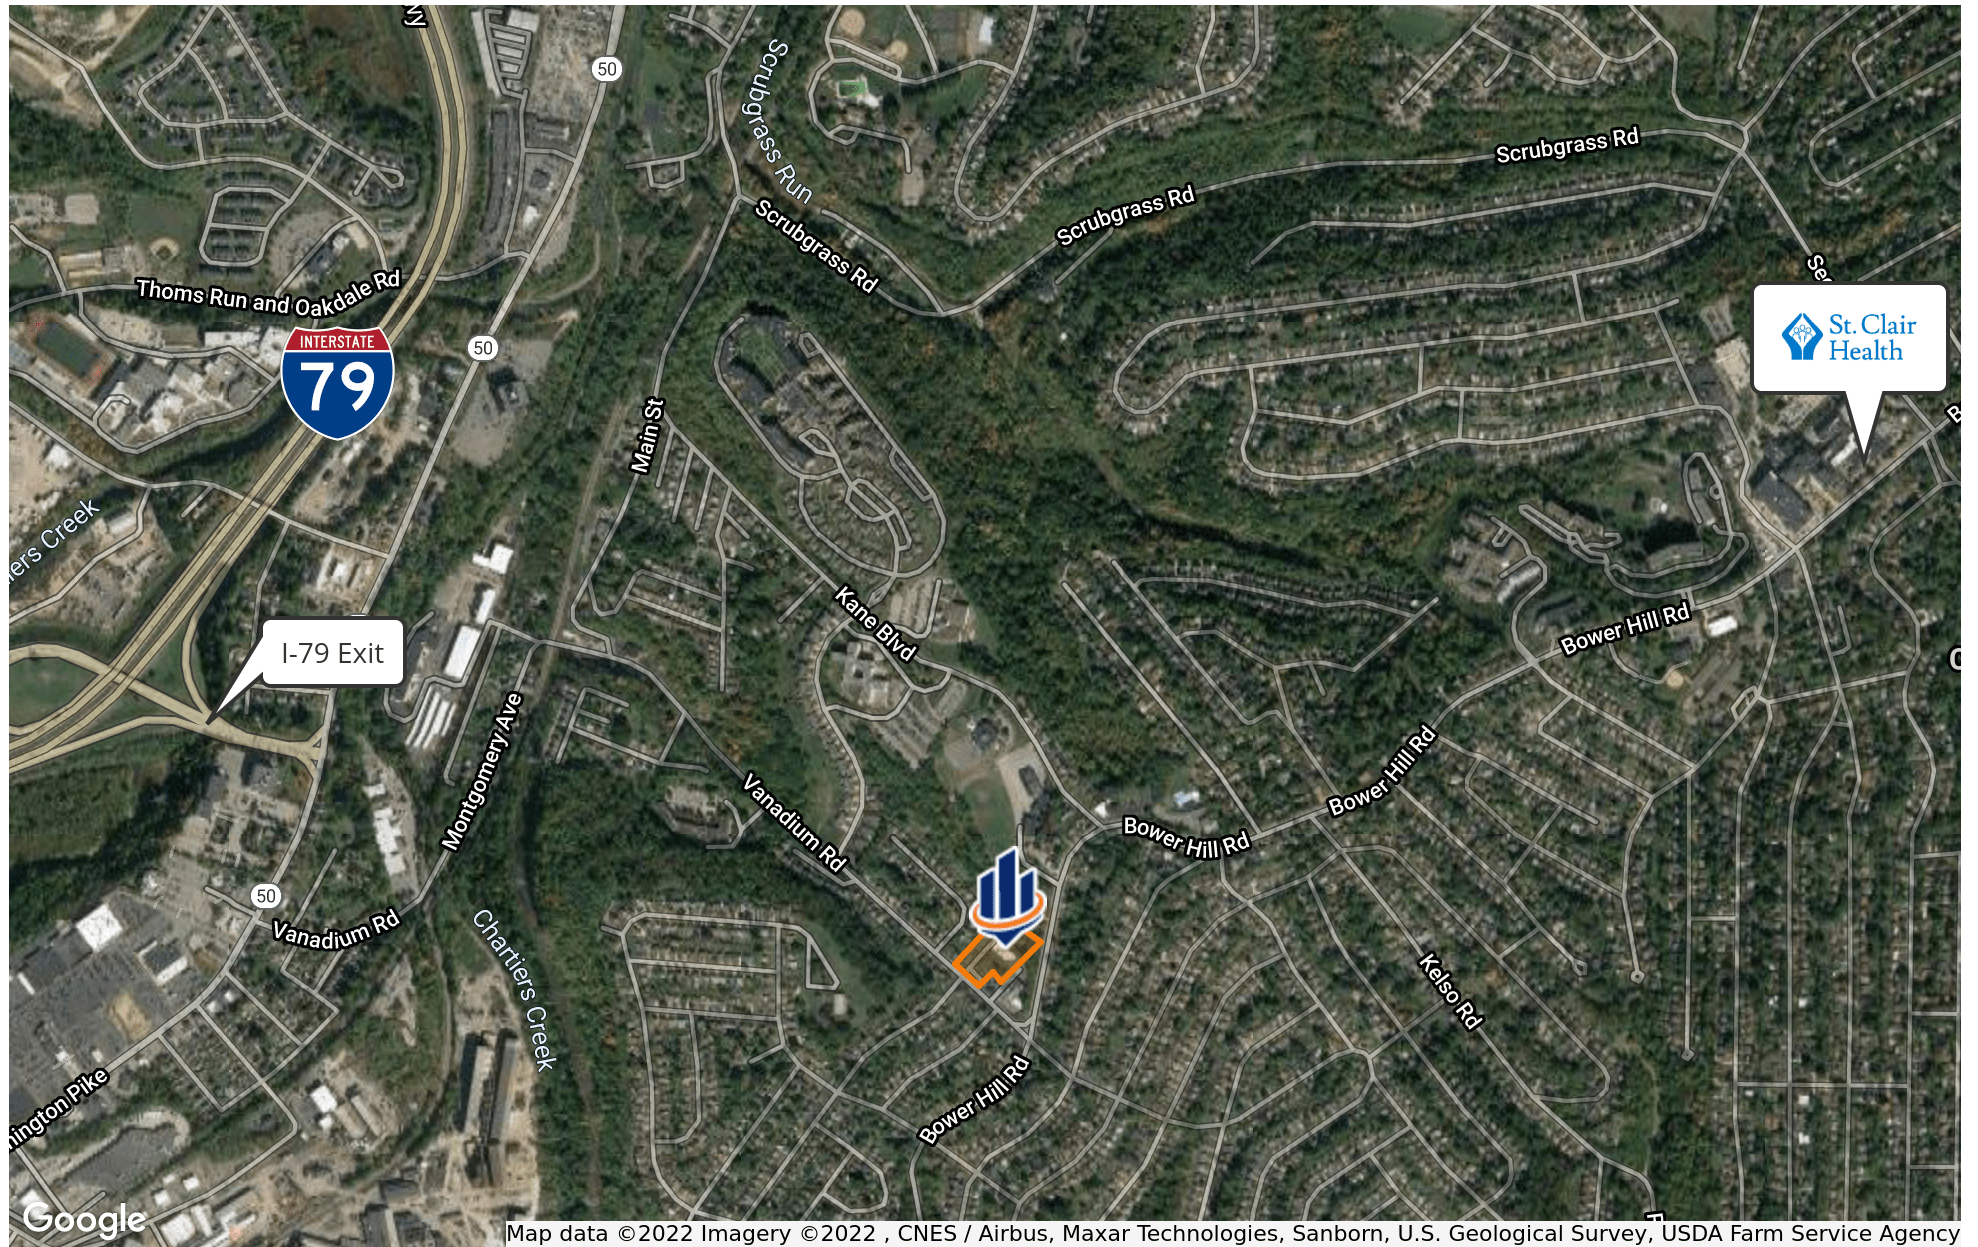 50
Scrubgrass Run
Scrubgrass Rd
Scrubgrass Rd
Scrubgrass Rd
Thoms Run and Oakdale Rd
INTERSTATE
79
50
St. Clair
Health
Main St
Kane Blvd
Bower Hill Rd
I-79 Exit
Montgomery Ave
Vanadium Rd
Bower Hill Rd
Bower Hill Rd
50
Vanadium Rd
Chartiers Creek
Kelso Rd
Bower Hill Rd
Google
Map data ©2022 Imagery ©2022 , CNES / Airbus, Maxar Technologies, Sanborn, U.S. Geological Survey, USDA Farm Service Agency